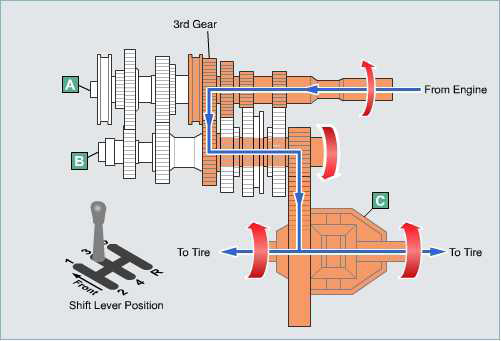 3rd Gear
A
From Engine
B
C
To Tire
To Tire
1
3
5
2
4
R
Front
Shift Lever Position